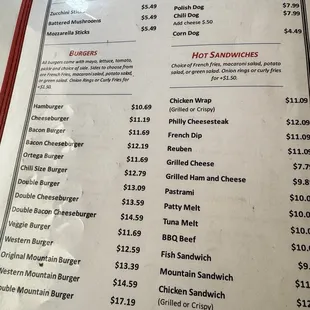 Zucchini Sticks $5.49
Battered Mushrooms $5.49
Mozzarella Sticks $5.49
BURGERS
All burgers come with mayo, lettuce, tomato,
pickle and choice of side. Sides to choose from
are French Fries, macaroni salad, potato salad,
or green salad. Onion Rings or Curly Fries for
+$1.50.
Hamburger $10.69
Cheeseburger $11.19
Bacon Burger $11.69
Bacon Cheeseburger $12.19
Ortega Burger $11.69
Chili Size Burger $12.79
Double Burger $13.09
Double Cheeseburger $13.59
Double Bacon Cheeseburger $14.59
Veggie Burger $11.69
Western Burger $12.59
Original Mountain Burger $13.39
Western Mountain Burger $14.59
Double Mountain Burger $17.19
Polish Dog $7.99
Chili Dog $7.99
Add cheese $.50
Corn Dog $4.49
HOT SANDWICHES
Choice of French fries, macaroni salad, potato
salad, or green salad. Onion rings or curly fries
for +$1.50.
Chicken Wrap $11.09
(Grilled or Crispy)
Philly Cheesesteak $12.09
French Dip $11.09
Reuben $11.09
Grilled Cheese
Grilled Ham and Cheese
Pastrami
Patty Melt
Tuna Melt
BBQ Beef
Fish Sandwich
Mountain Sandwich
Chicken Sandwich
(Grilled or Crispy)